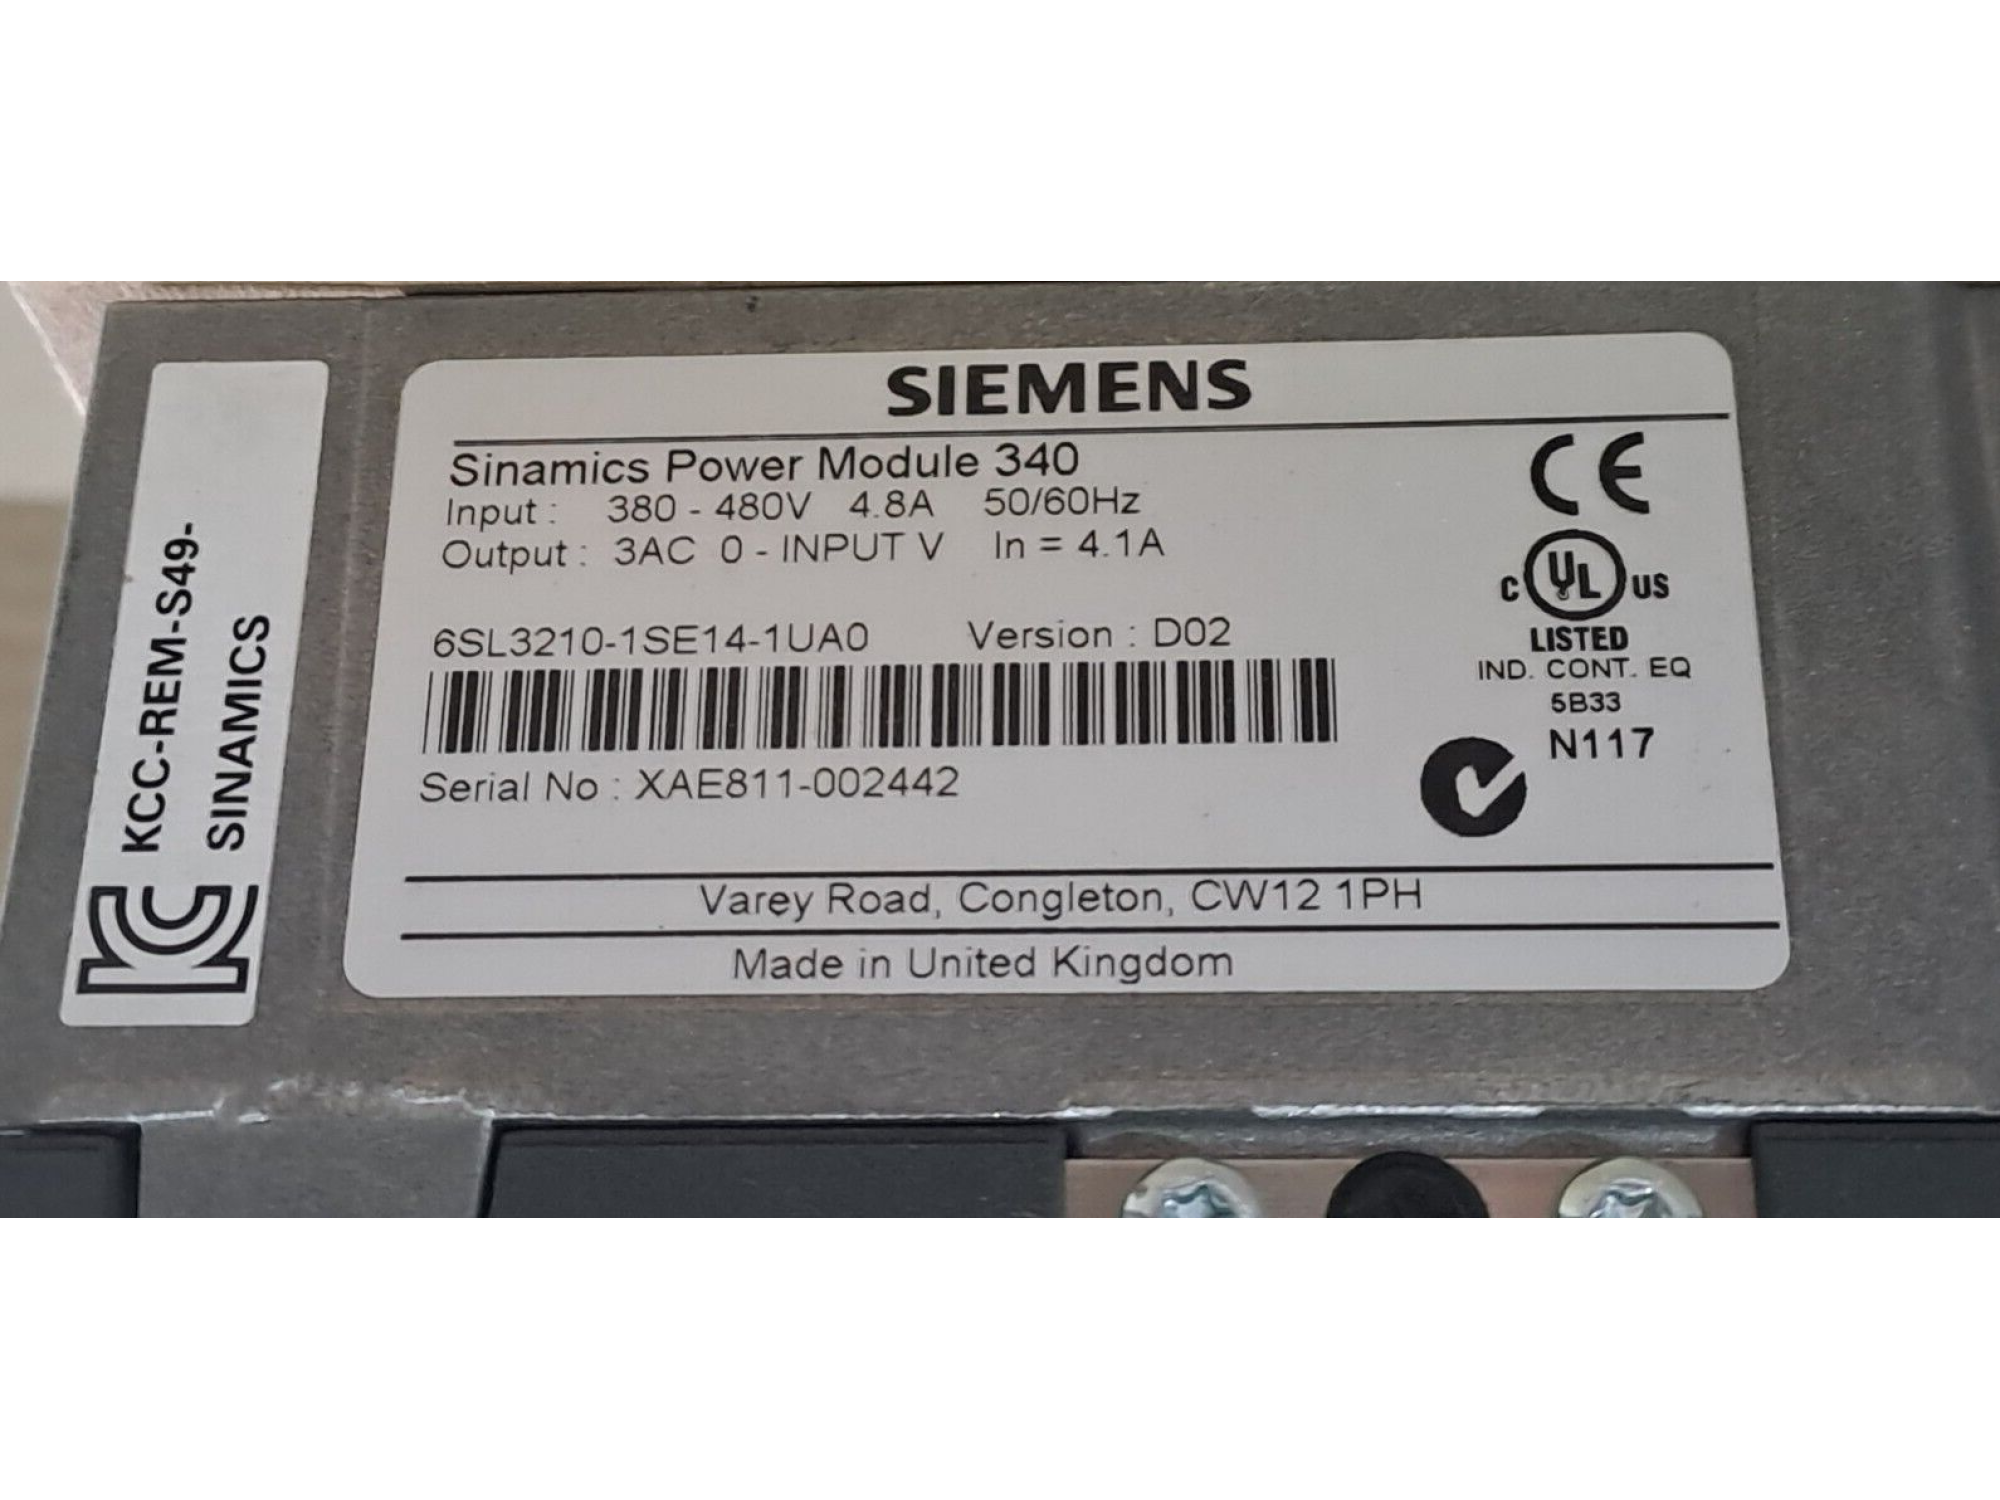 SIEMENS
Sinamics Power Module 340
Input : 380 - 480V 4.8A 50/60Hz
Output : 3AC 0 - INPUT V In = 4.1A
6SL3210-1SE14-1UA0 Version : D02
Serial No : XAE811-002442
CE
C UL US
LISTED
IND. CONT. EQ
5B33
N117
Varey Road, Congleton, CW12 1PH
Made in United Kingdom
KCC-REM-S49-
SINAMICS